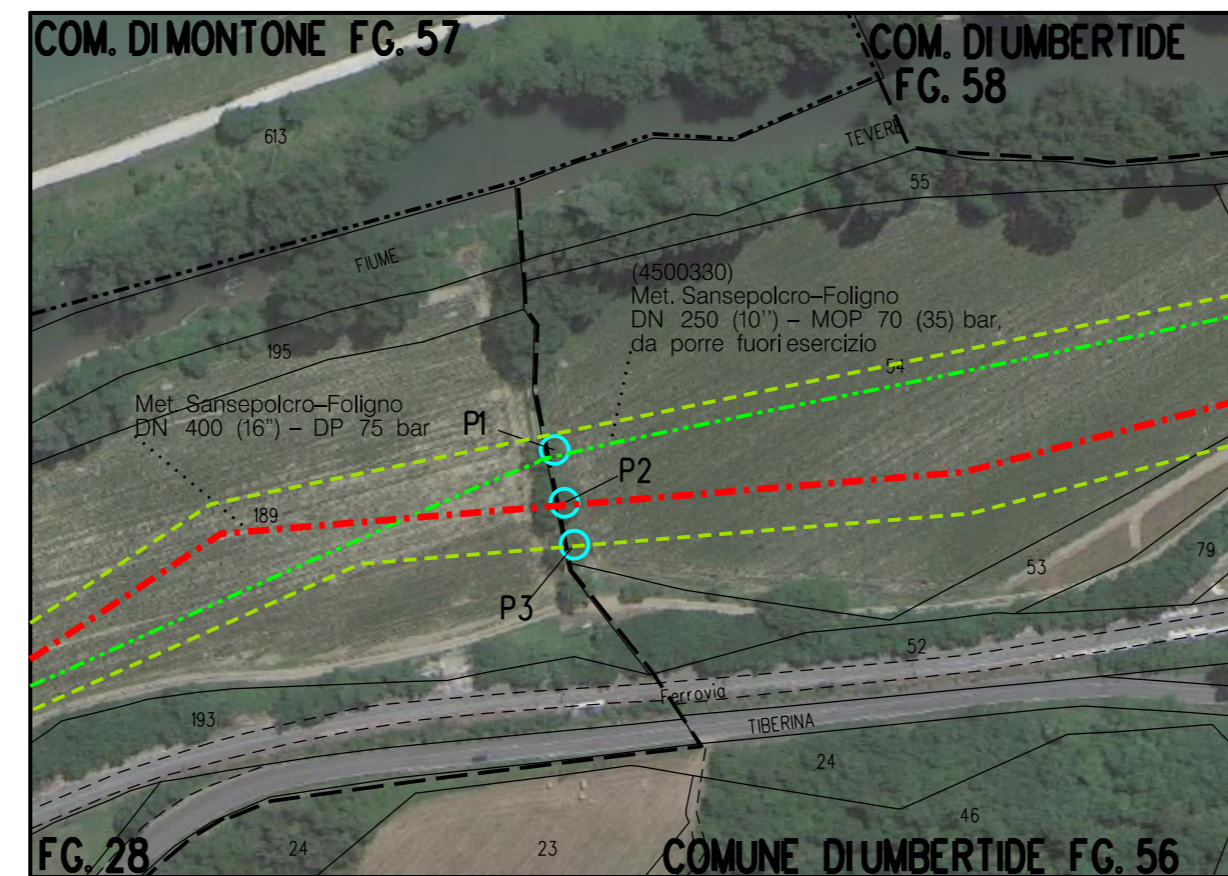 COM. DI MONTONE FG. 57
COM. DI UMBERTIDE
FG. 58
613
TEVERE
55
FIUME
(4500330)
Met. Sansepolcro–Foligno
DN 250 (10'') – MOP 70 (35) bar,
da porre fuori esercizio
195
54
Met. Sansepolcro–Foligno
DN 400 (16") – DP 75 bar
P1
P2
189
P3
53
79
52
Ferrovia
193
TIBERINA
24
46
24
23
FG. 28
COMUNE DI UMBERTIDE FG. 56